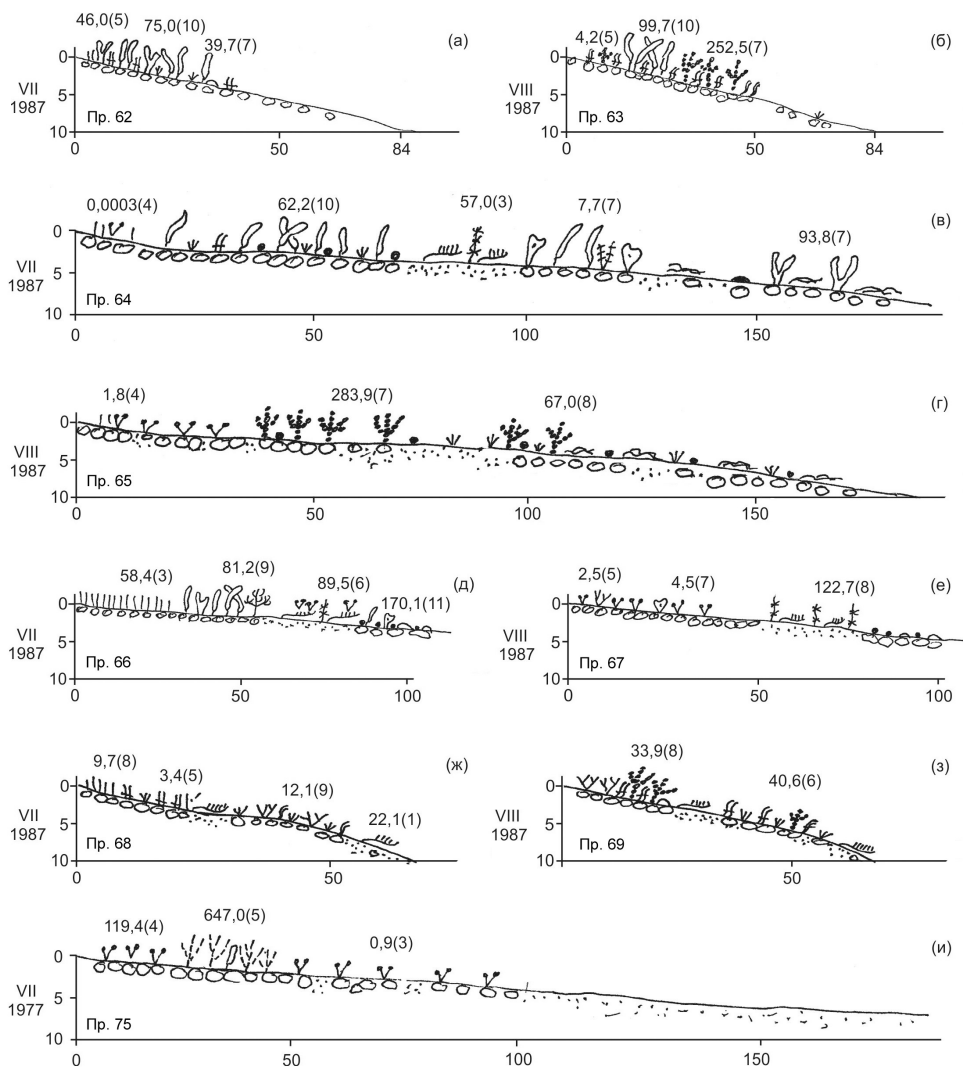 46,0(5) 75,0(10) 39,7(7) (а)
0
5
10
VII
1987
Пр. 62
0 50 84
4,2(5) 99,7(10) 252,5(7) (б)
0
5
10
VIII
1987
Пр. 63
0 50 84
0,0003(4) 62,2(10) 57,0(3) 7,7(7) 93,8(7) (в)
0
5
10
VII
1987
Пр. 64
0 50 100 150
1,8(4) 283,9(7) 67,0(8) (г)
0
5
10
VIII
1987
Пр. 65
0 50 100 150
58,4(3) 81,2(9) 89,5(6) 170,1(11) (д)
0
5
10
VII
1987
Пр. 66
0 50 100
2,5(5) 4,5(7) 122,7(8) (е)
0
5
10
VIII
1987
Пр. 67
0 50 100
9,7(8) 3,4(5) 12,1(9) 22,1(1) (ж)
0
5
10
VII
1987
Пр. 68
0 50
33,9(8) 40,6(6) (з)
0
5
10
VIII
1987
Пр. 69
0 50
119,4(4) 647,0(5) 0,9(3) (и)
0
5
10
VII
1977
Пр. 75
0 50 100 150